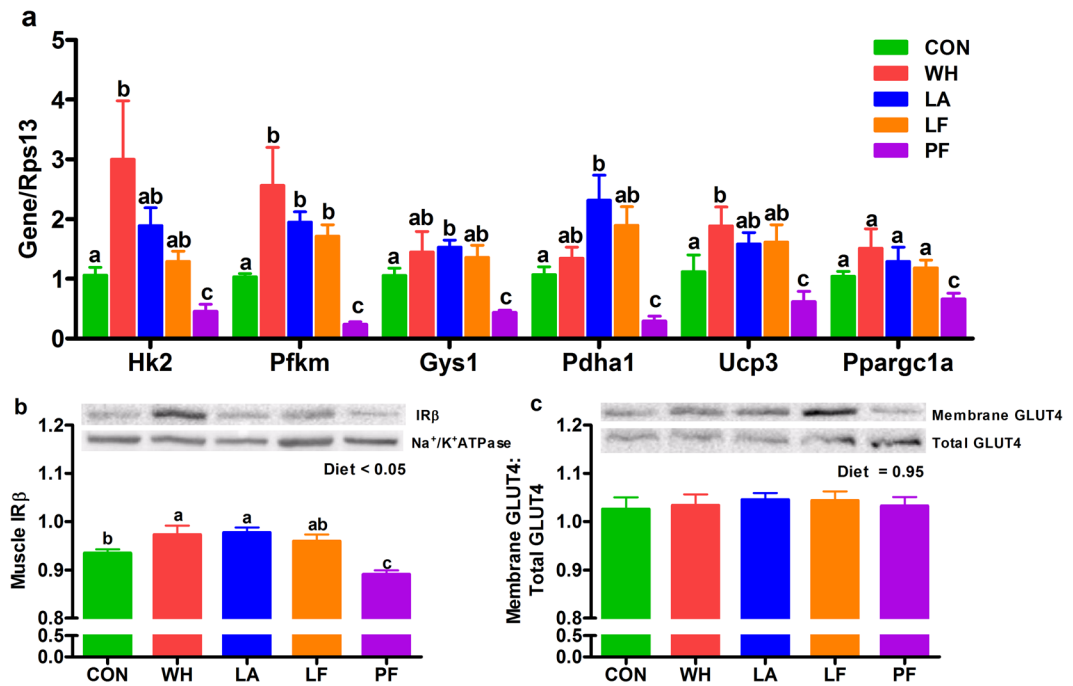 a
5
4
3
2
1
0
Gene/Rps13
CON
WH
LA
LF
PF
a b ab ab c
a b b b c
a ab b ab c
a ab b ab c
a b ab ab c
a a a a c
Hk2 Pfkm Gys1 Pdha1 Ucp3 Ppargc1a
b
IRβ
Na⁺/K⁺ATPase
Diet < 0.05
1.2
1.1
1.0
0.9
0.8
0.5
0.0
Muscle IRβ
b a a ab c
CON WH LA LF PF
c
Membrane GLUT4
Total GLUT4
Diet = 0.95
1.2
1.1
1.0
0.9
0.8
0.5
0.0
Membrane GLUT4:
Total GLUT4
CON WH LA LF PF